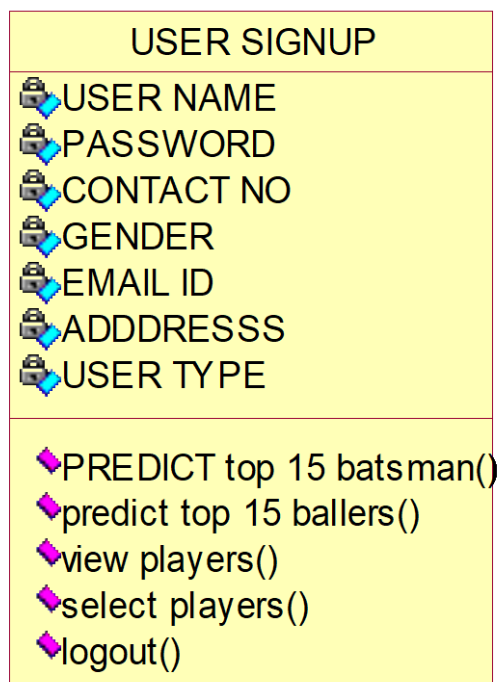 USER SIGNUP
USER NAME
PASSWORD
CONTACT NO
GENDER
EMAIL ID
ADDDRESSS
USER TYPE
PREDICT top 15 batsman()
predict top 15 ballers()
view players()
select players()
logout()